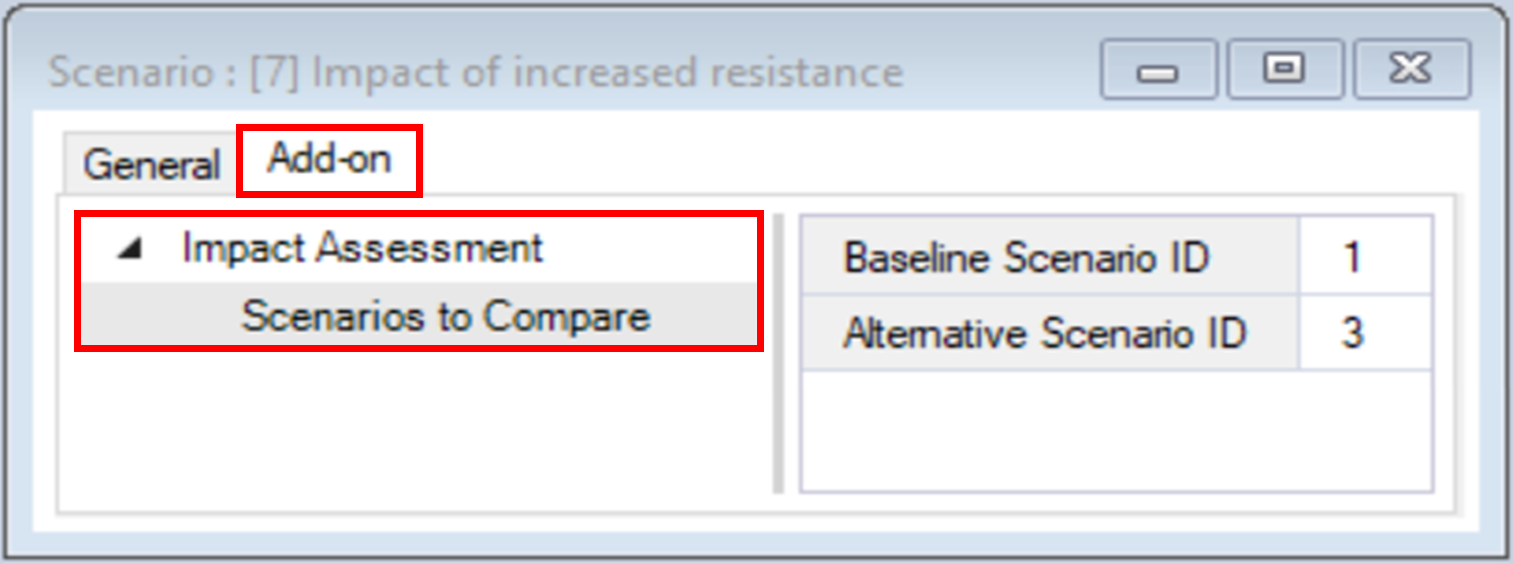 Scenario : [7] Impact of increased resistance
General Add-on
Impact Assessment
Scenarios to Compare
Baseline Scenario ID 1
Alternative Scenario ID 3